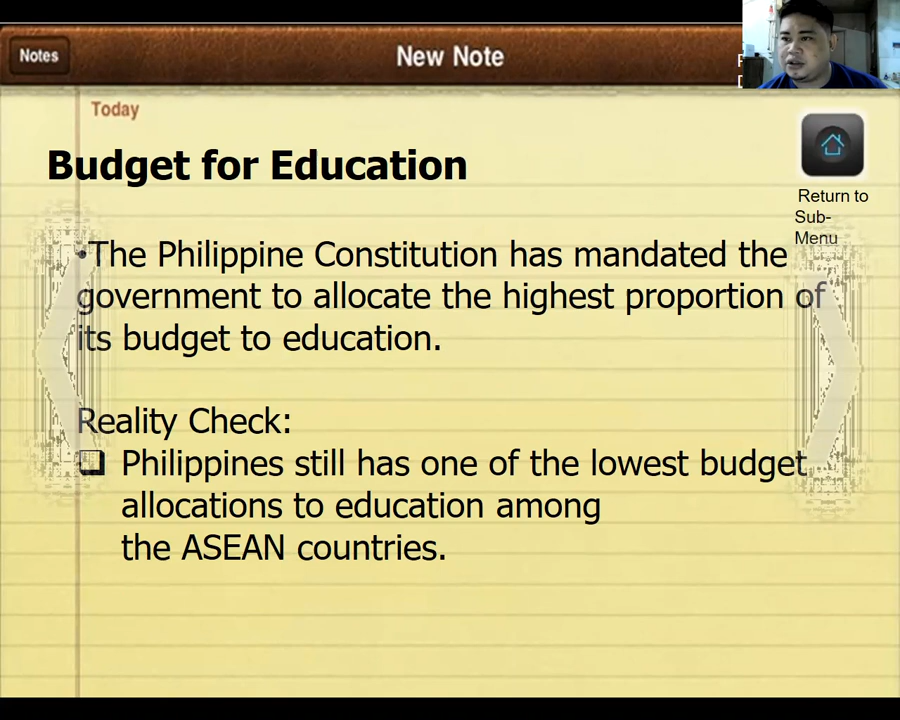 Notes
New Note
Today
Budget for Education
Return to
Sub-
Menu
•The Philippine Constitution has mandated the
government to allocate the highest proportion of
its budget to education.
Reality Check:
❑ Philippines still has one of the lowest budget
allocations to education among
the ASEAN countries.